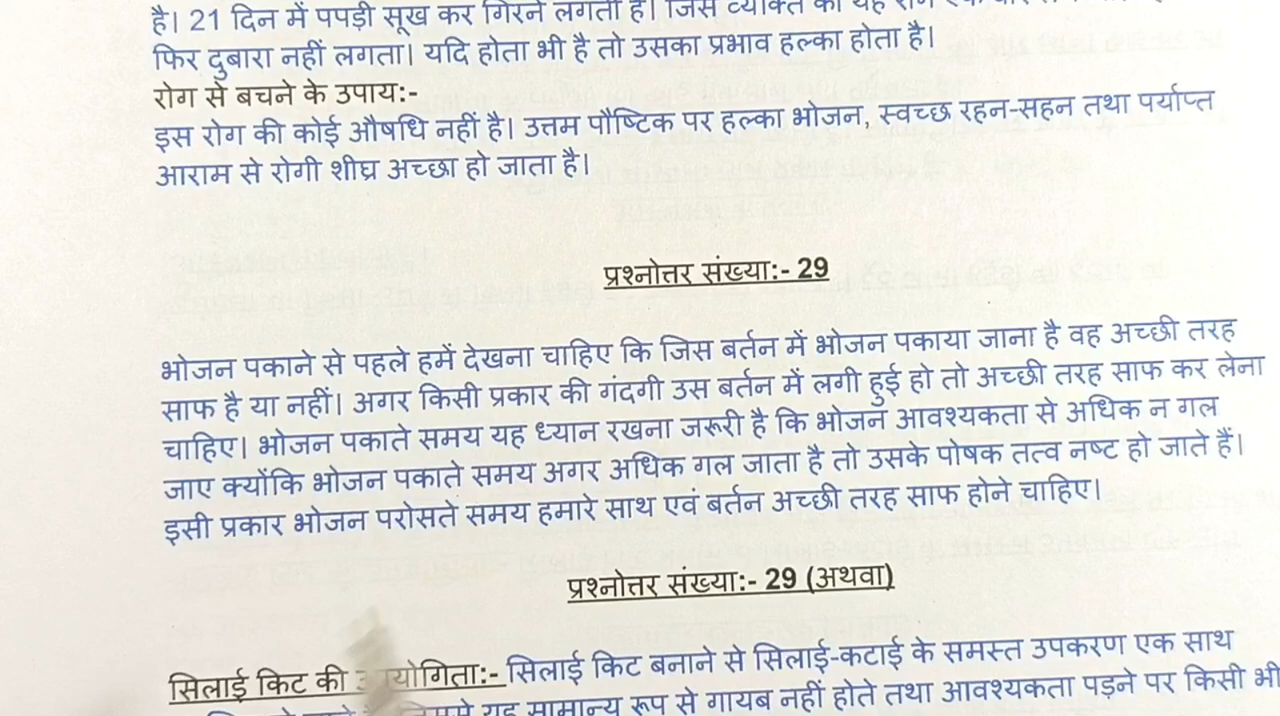 है। 21 दिन में पपड़ी सूख कर गिरने लगती है। जिस व्यक्ति को यह रोग
फिर दुबारा नहीं लगता। यदि होता भी है तो उसका प्रभाव हल्का होता है।
रोग से बचने के उपाय:-
इस रोग की कोई औषधि नहीं है। उत्तम पौष्टिक पर हल्का भोजन, स्वच्छ रहन-सहन तथा पर्याप्त
आराम से रोगी शीघ्र अच्छा हो जाता है।
प्रश्नोत्तर संख्या:- 29
भोजन पकाने से पहले हमें देखना चाहिए कि जिस बर्तन में भोजन पकाया जाना है वह अच्छी तरह
साफ है या नहीं। अगर किसी प्रकार की गंदगी उस बर्तन में लगी हुई हो तो अच्छी तरह साफ कर लेना
चाहिए। भोजन पकाते समय यह ध्यान रखना जरूरी है कि भोजन आवश्यकता से अधिक न गल
जाए क्योंकि भोजन पकाते समय अगर अधिक गल जाता है तो उसके पोषक तत्व नष्ट हो जाते हैं।
इसी प्रकार भोजन परोसते समय हमारे साथ एवं बर्तन अच्छी तरह साफ होने चाहिए।
प्रश्नोत्तर संख्या:- 29 (अथवा)
सिलाई किट की उपयोगिता:- सिलाई किट बनाने से सिलाई-कटाई के समस्त उपकरण एक साथ
यह सामान्य रूप से गायब नहीं होते तथा आवश्यकता पड़ने पर किसी भी